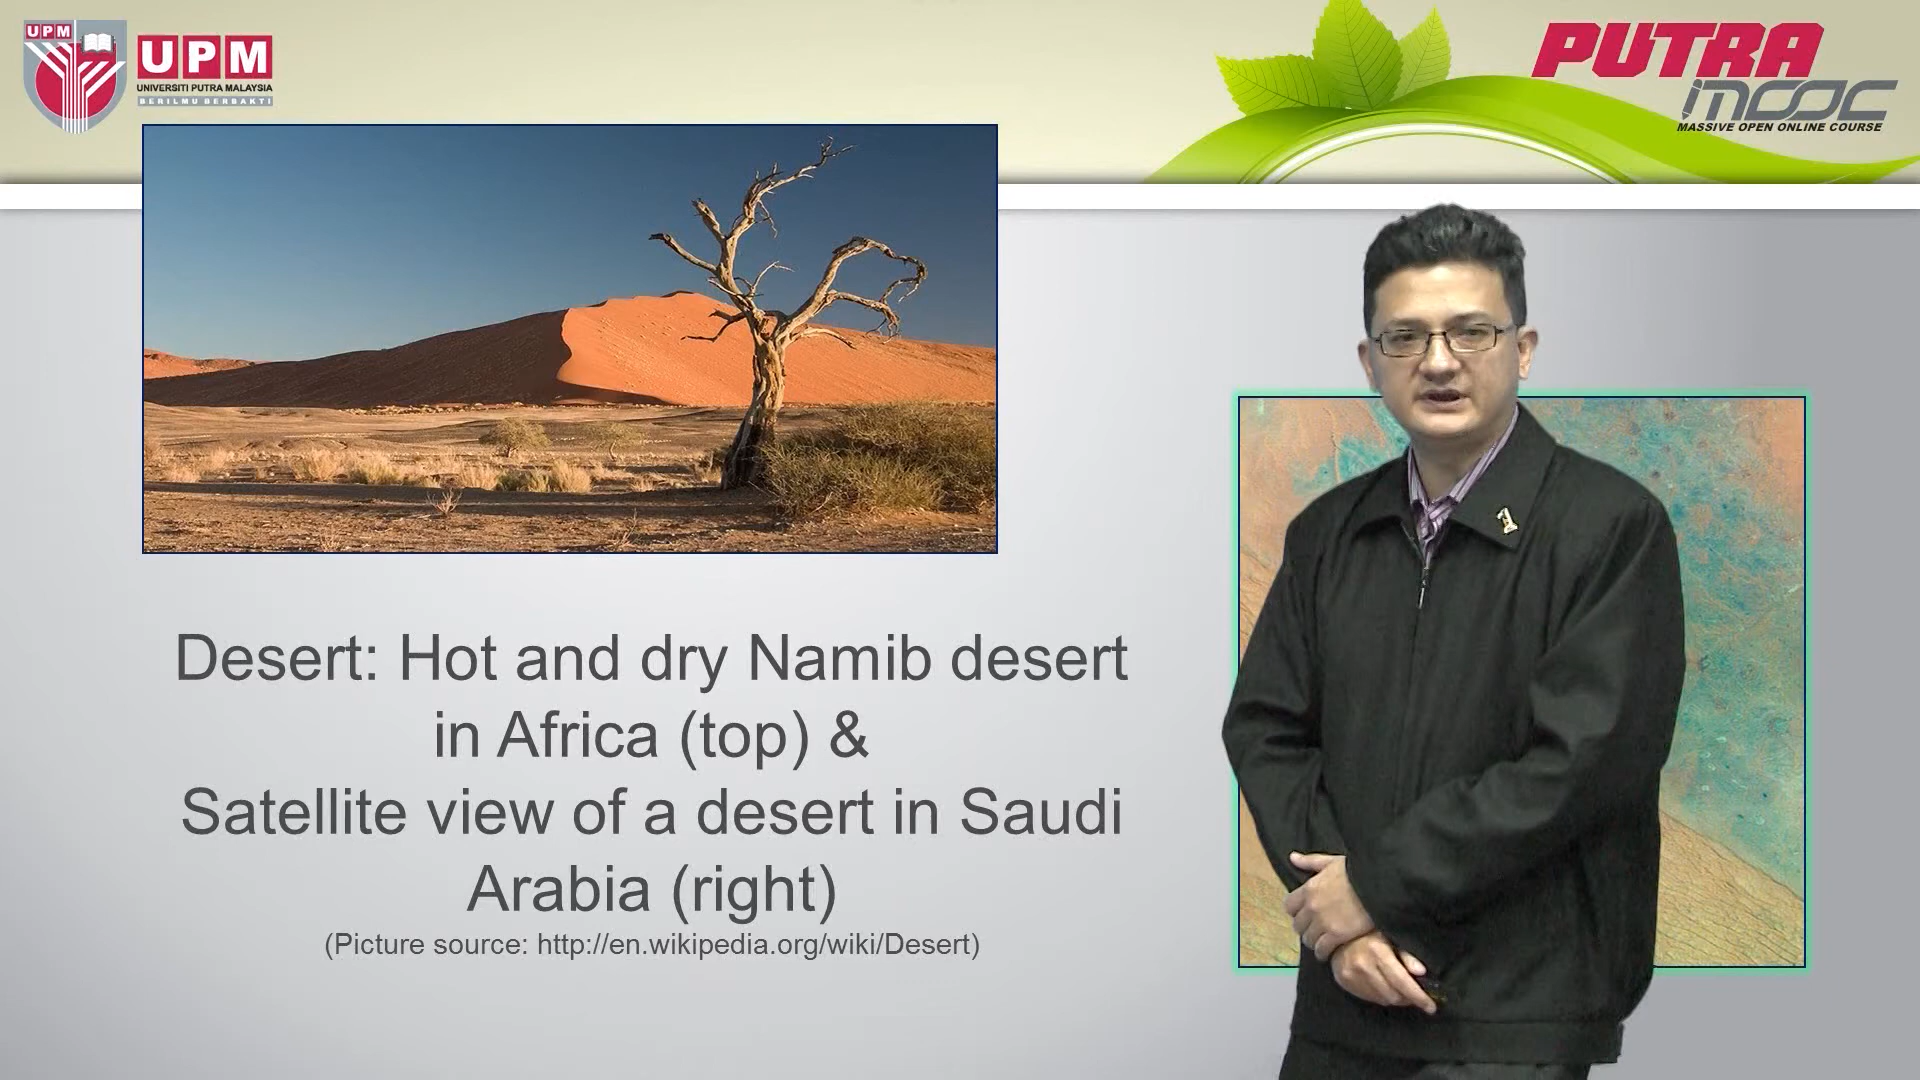 UPM
UPM
UNIVERSITI PUTRA MALAYSIA
BERILMU BERBAKTI
PUTRA
mooc
MASSIVE OPEN ONLINE COURSE
1
Desert: Hot and dry Namib desert
in Africa (top) &
Satellite view of a desert in Saudi
Arabia (right)
(Picture source: http://en.wikipedia.org/wiki/Desert)